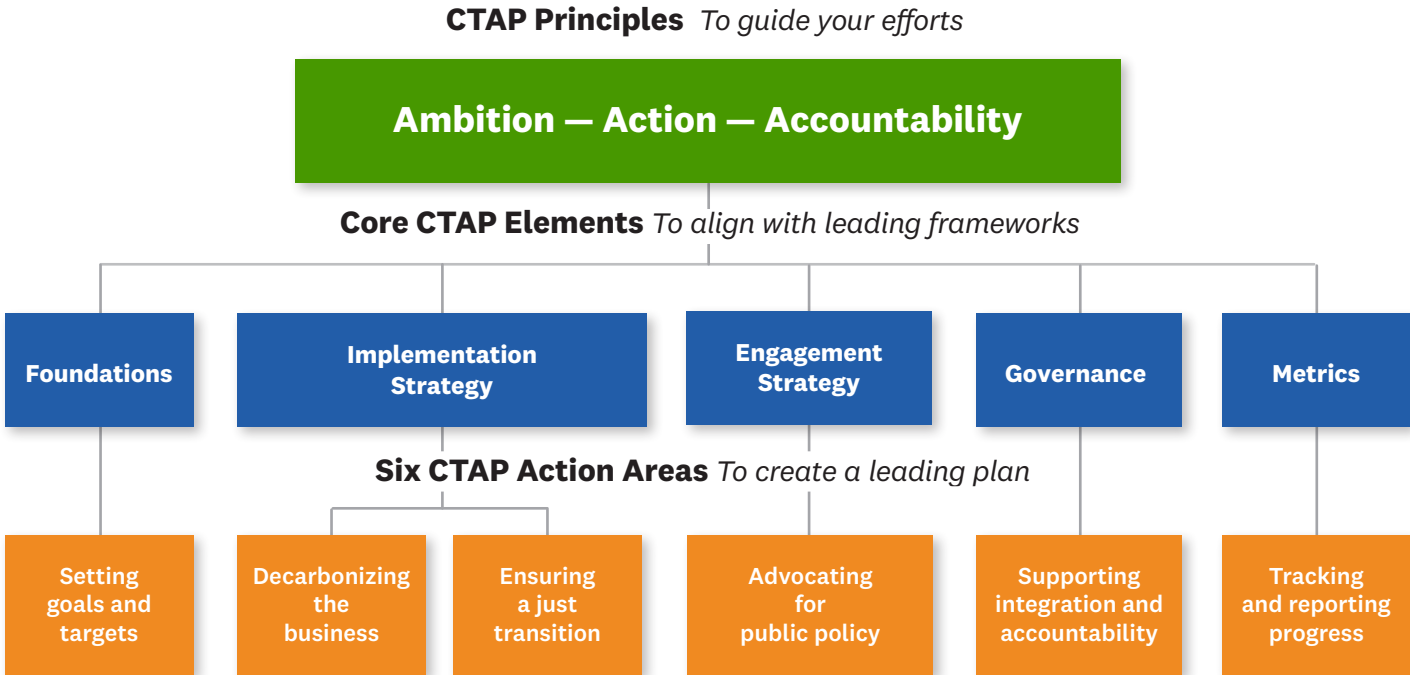 CTAP Principles To guide your efforts
Ambition — Action — Accountability
Core CTAP Elements To align with leading frameworks
Foundations
Implementation
Strategy
Engagement
Strategy
Governance
Metrics
Six CTAP Action Areas To create a leading plan
Setting
goals and
targets
Decarbonizing
the
business
Ensuring
a just
transition
Advocating
for
public policy
Supporting
integration and
accountability
Tracking
and reporting
progress